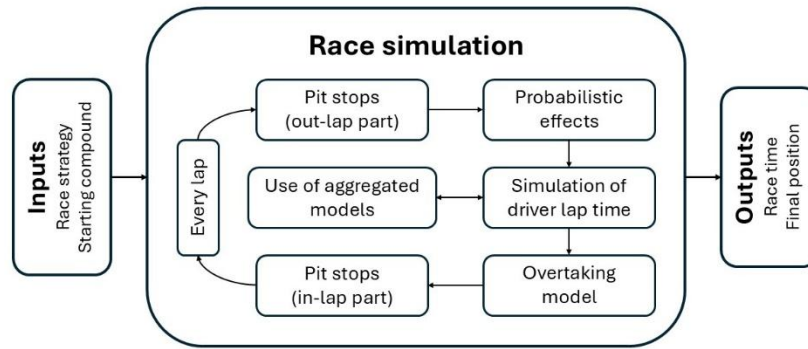 Race simulation
Inputs
Race strategy
Starting compound
Every lap
Pit stops
(out-lap part)
Probabilistic
effects
Use of aggregated
models
Simulation of
driver lap time
Pit stops
(in-lap part)
Overtaking
model
Outputs
Race time
Final position